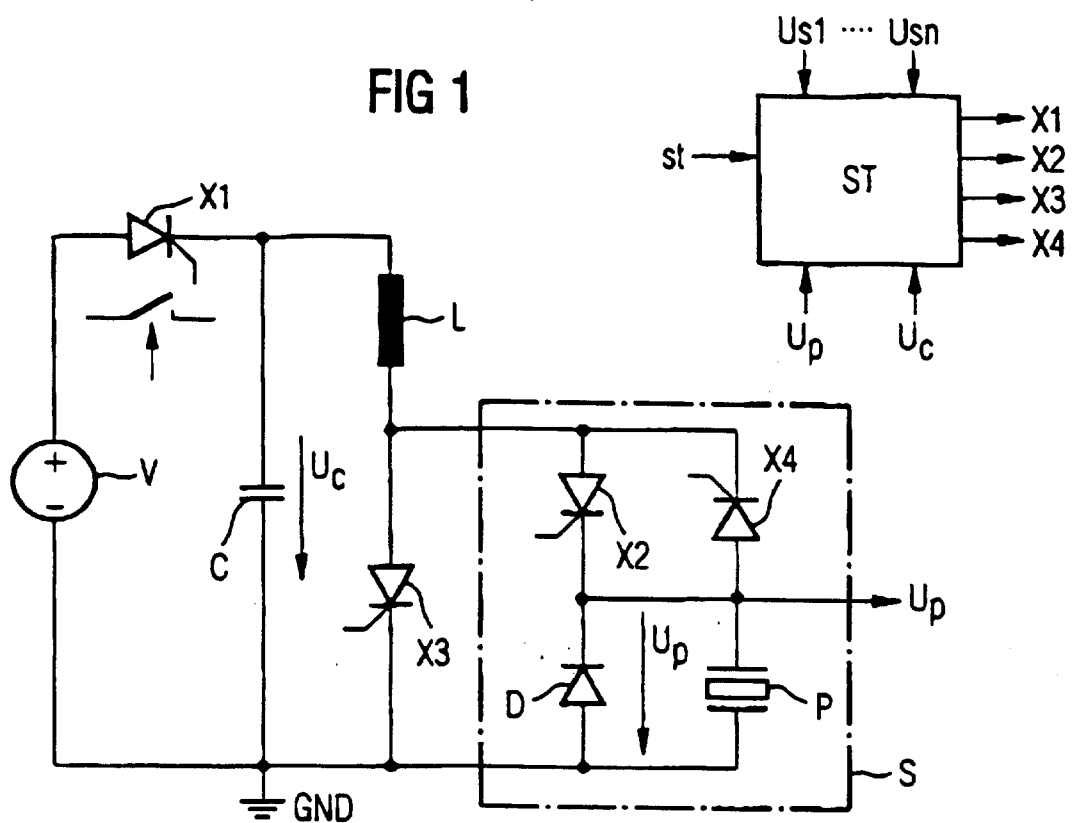 FIG 1
Us1 ···· Usn
st
ST
X1
X2
X3
X4
Up
Uc
X1
L
+
-
V
Uc
C
X3
X2
X4
Up
Up
D
P
S
GND